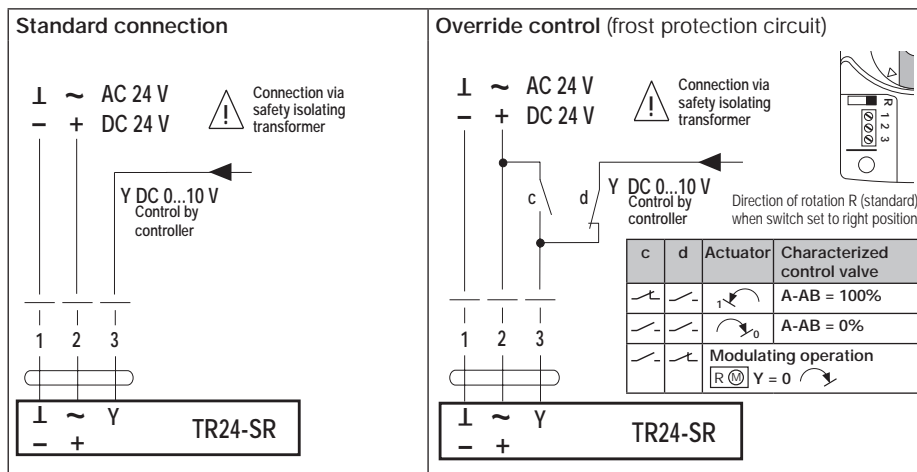 Standard connection
⊥ ~ AC 24 V
– + DC 24 V
Connection via
safety isolating
transformer
Y DC 0...10 V
Control by
controller
1 2 3
⊥ ~ Y
– +
TR24-SR
Override control (frost protection circuit)
⊥ ~ AC 24 V
– + DC 24 V
Connection via
safety isolating
transformer
c d Y DC 0...10 V
Control by
controller
R 1 2 3
Direction of rotation R (standard)
when switch set to right position
c d Actuator Characterized
control valve
1 A-AB = 100%
0 A-AB = 0%
Modulating operation
R M Y = 0
1 2 3
⊥ ~ Y
– +
TR24-SR